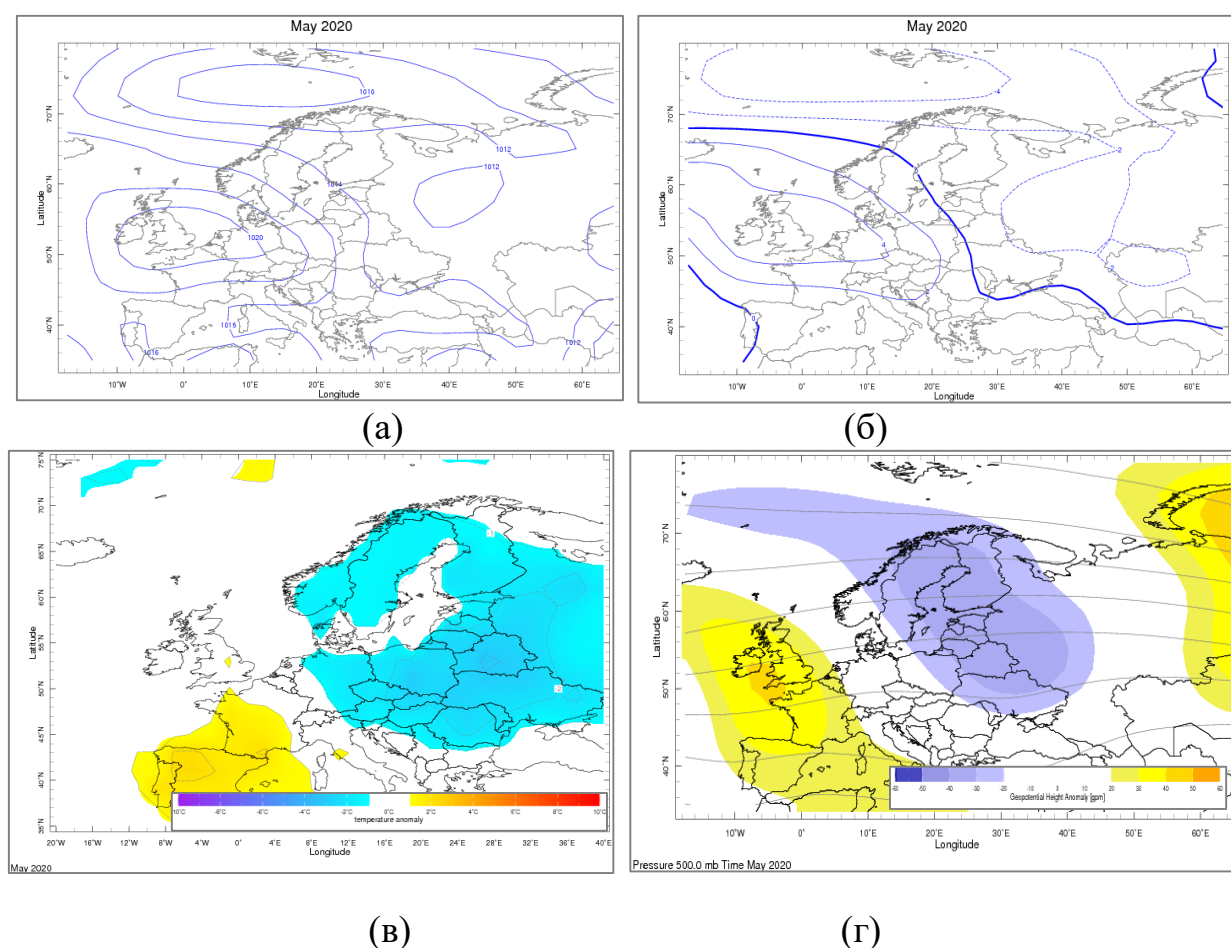 May 2020
1010
1012
1012
1014
1020
1016
1016
1012
70°N
60°N
50°N
40°N
Latitude
10°W 0° 10°E 20°E 30°E 40°E 50°E 60°E
Longitude
(а)
May 2020
-4
-2
0
4
2
-2
0
70°N
60°N
50°N
40°N
Latitude
10°W 0° 10°E 20°E 30°E 40°E 50°E 60°E
Longitude
(б)
75°N
70°N
65°N
60°N
55°N
50°N
45°N
40°N
35°N
Latitude
-1
-2
-10°C -8°C -6°C -4°C -2°C 0°C 2°C 4°C 6°C 8°C 10°C
temperature anomaly
20°W 16°W 12°W 8°W 4°W 0° 4°E 8°E 12°E 16°E 20°E 24°E 28°E 32°E 36°E 40°E
Longitude
May 2020
(в)
70°N
60°N
50°N
40°N
Latitude
-60 -50 -40 -30 -20 -10 0 10 20 30 40 50 60
Geopotential Height Anomaly [gpm]
10°W 0° 10°E 20°E 30°E 40°E 50°E 60°E
Longitude
Pressure 500.0 mb Time May 2020
(г)